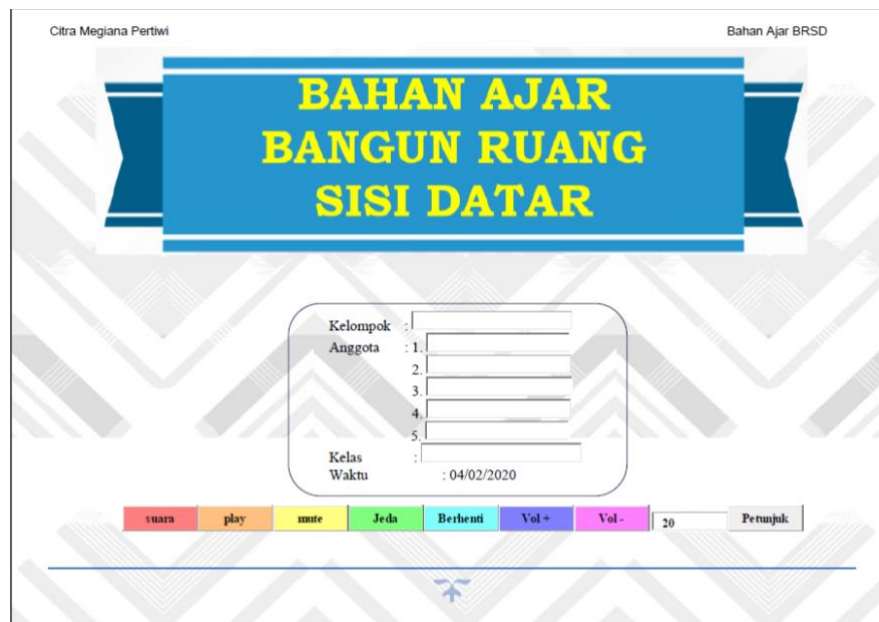 Citra Megiana Pertiwi Bahan Ajar BRSD
BAHAN AJAR
BANGUN RUANG
SISI DATAR
Kelompok :
Anggota : 1.
2.
3.
4.
5.
Kelas :
Waktu : 04/02/2020
suara play mute Jeda Berhenti Vol + Vol - 20 Petunjuk